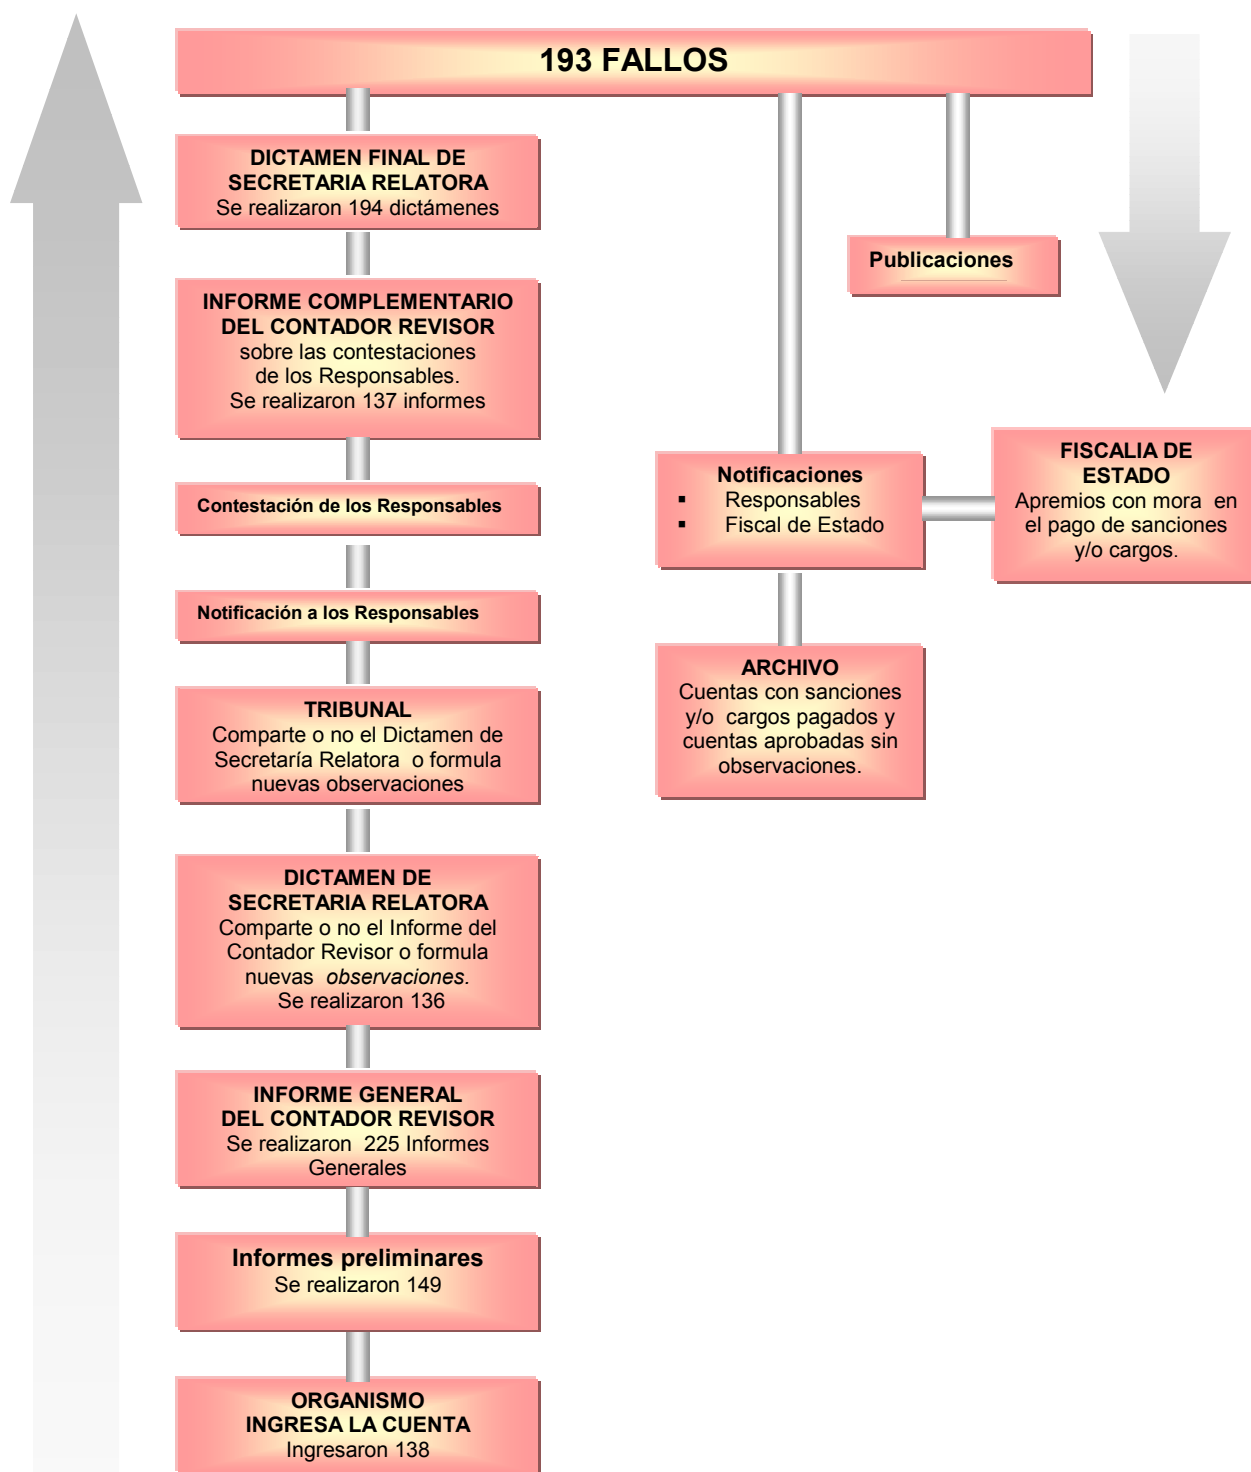 193 FALLOS
DICTAMEN FINAL DE
SECRETARIA RELATORA
Se realizaron 194 dictámenes
INFORME COMPLEMENTARIO
DEL CONTADOR REVISOR
sobre las contestaciones
de los Responsables.
Se realizaron 137 informes
Contestación de los Responsables
Notificación a los Responsables
TRIBUNAL
Comparte o no el Dictamen de
Secretaría Relatora o formula
nuevas observaciones
DICTAMEN DE
SECRETARIA RELATORA
Comparte o no el Informe del
Contador Revisor o formula
nuevas observaciones.
Se realizaron 136
INFORME GENERAL
DEL CONTADOR REVISOR
Se realizaron 225 Informes
Generales
Informes preliminares
Se realizaron 149
ORGANISMO
INGRESA LA CUENTA
Ingresaron 138
Publicaciones
Notificaciones
▪ Responsables
▪ Fiscal de Estado
FISCALIA DE
ESTADO
Apremios con mora en
el pago de sanciones
y/o cargos.
ARCHIVO
Cuentas con sanciones
y/o cargos pagados y
cuentas aprobadas sin
observaciones.